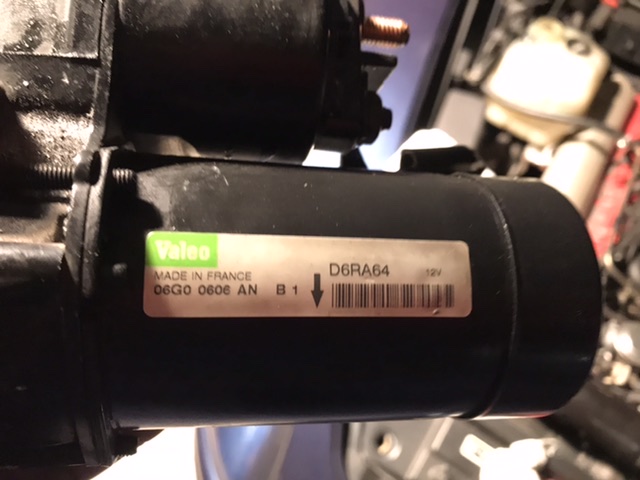 Valeo
MADE IN FRANCE
06G0 0606 AN B 1
D6RA64 12V